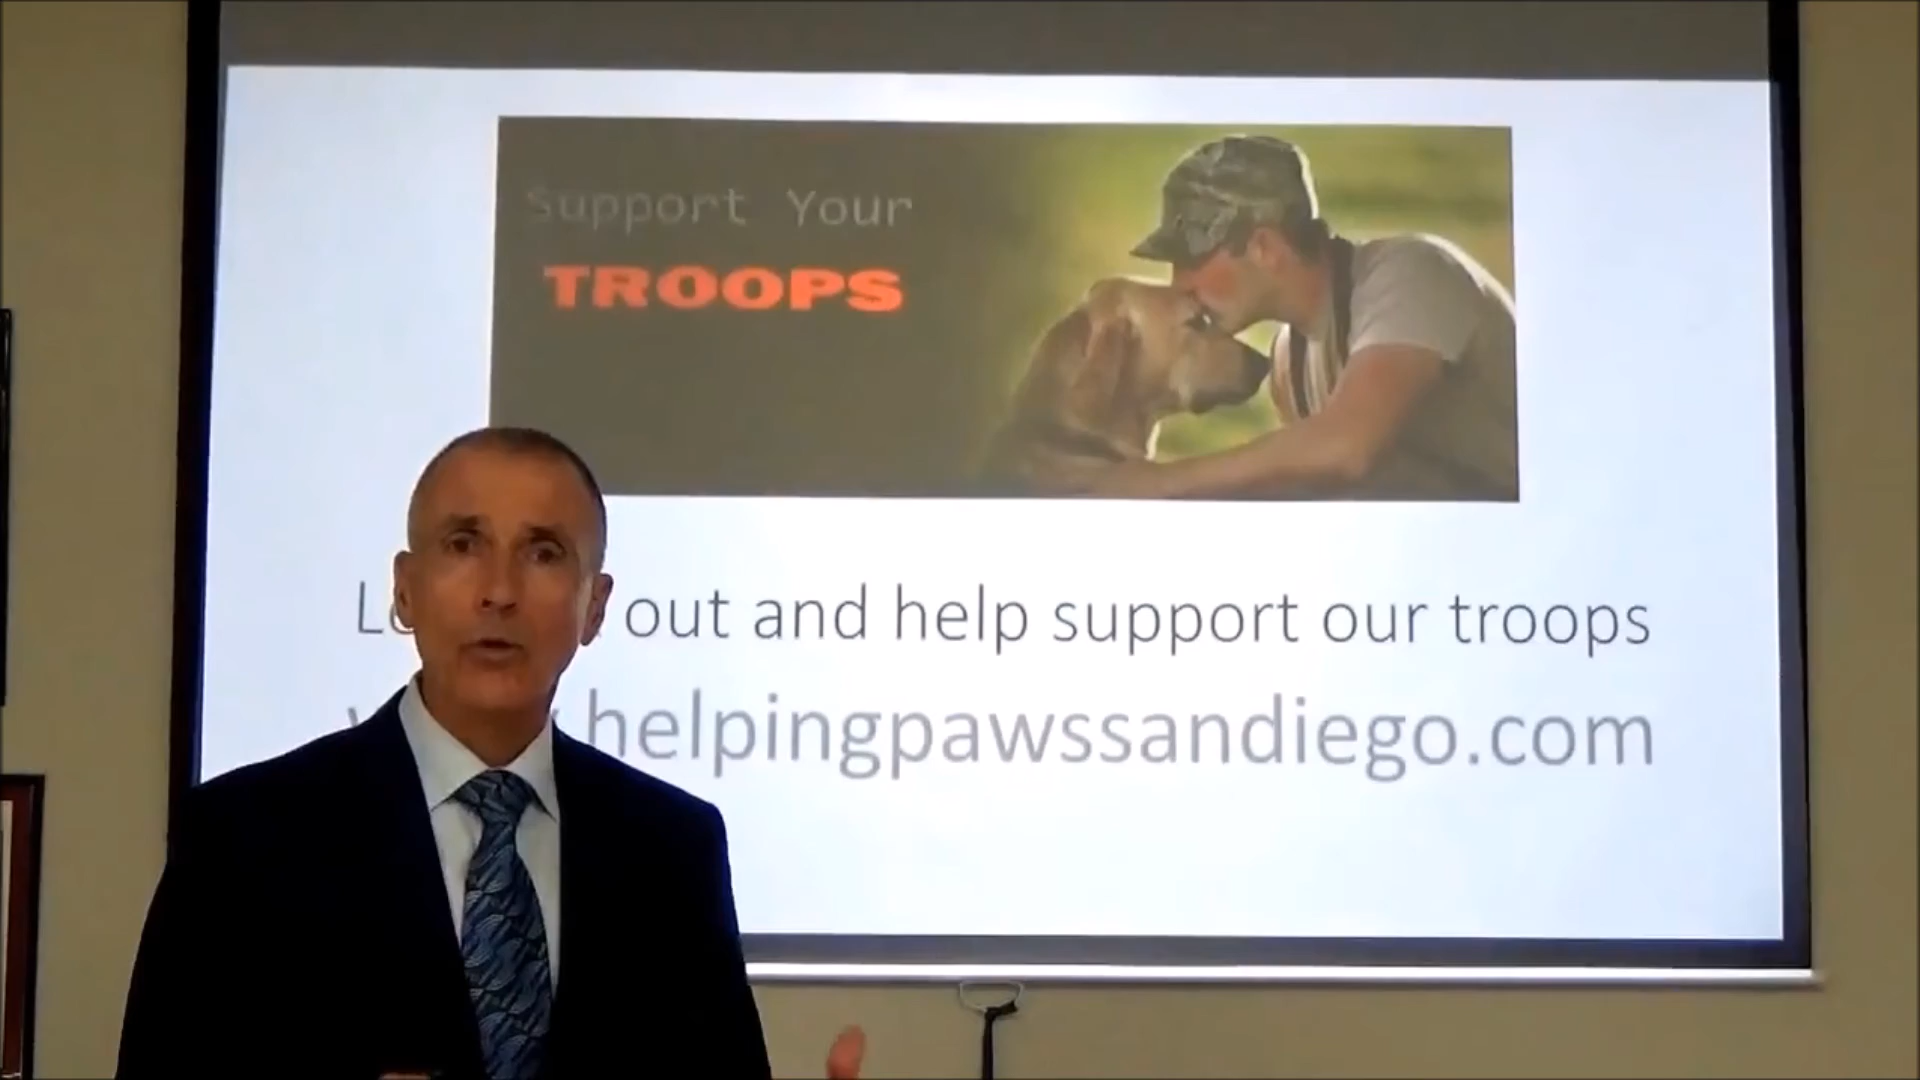 Support Your
TROOPS
out and help support our troops
helpingpawssandiego.com